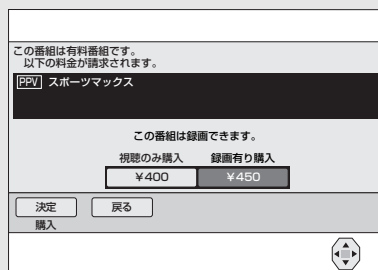 この番組は有料番組です。
以下の料金が請求されます。
PPV スポーツマックス
この番組は録画できます。
視聴のみ購入 録画有り購入
¥400 ¥450
決定 戻る
購入